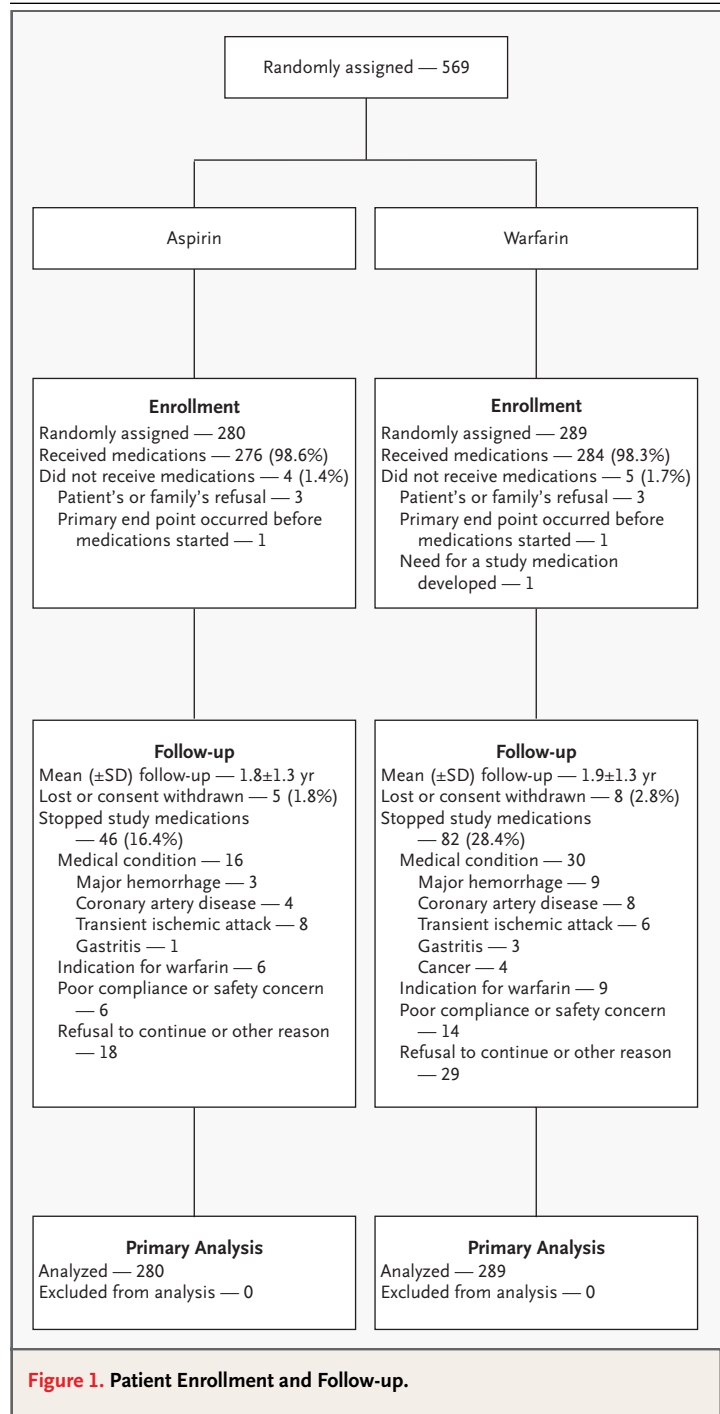 Randomly assigned — 569
Aspirin
Warfarin
Enrollment
Randomly assigned — 280
Received medications — 276 (98.6%)
Did not receive medications — 4 (1.4%)
Patient's or family's refusal — 3
Primary end point occurred before
medications started — 1
Enrollment
Randomly assigned — 289
Received medications — 284 (98.3%)
Did not receive medications — 5 (1.7%)
Patient's or family's refusal — 3
Primary end point occurred before
medications started — 1
Need for a study medication
developed — 1
Follow-up
Mean (±SD) follow-up — 1.8±1.3 yr
Lost or consent withdrawn — 5 (1.8%)
Stopped study medications
— 46 (16.4%)
Medical condition — 16
Major hemorrhage — 3
Coronary artery disease — 4
Transient ischemic attack — 8
Gastritis — 1
Indication for warfarin — 6
Poor compliance or safety concern
— 6
Refusal to continue or other reason
— 18
Follow-up
Mean (±SD) follow-up — 1.9±1.3 yr
Lost or consent withdrawn — 8 (2.8%)
Stopped study medications
— 82 (28.4%)
Medical condition — 30
Major hemorrhage — 9
Coronary artery disease — 8
Transient ischemic attack — 6
Gastritis — 3
Cancer — 4
Indication for warfarin — 9
Poor compliance or safety concern
— 14
Refusal to continue or other reason
— 29
Primary Analysis
Analyzed — 280
Excluded from analysis — 0
Primary Analysis
Analyzed — 289
Excluded from analysis — 0
Figure 1. Patient Enrollment and Follow-up.